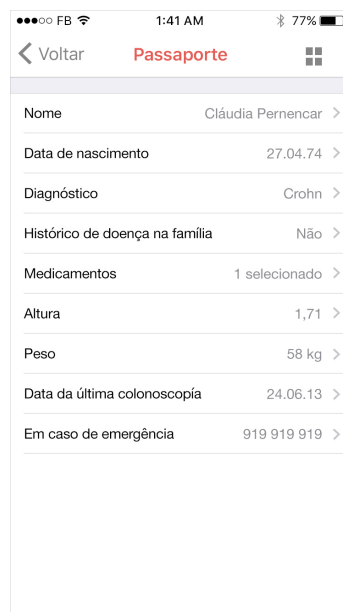 FB 1:41 AM 77%
Voltar Passaporte
Nome Cláudia Pernencar
Data de nascimento 27.04.74
Diagnóstico Crohn
Histórico de doença na família Não
Medicamentos 1 selecionado
Altura 1,71
Peso 58 kg
Data da última colonoscopía 24.06.13
Em caso de emergência 919 919 919